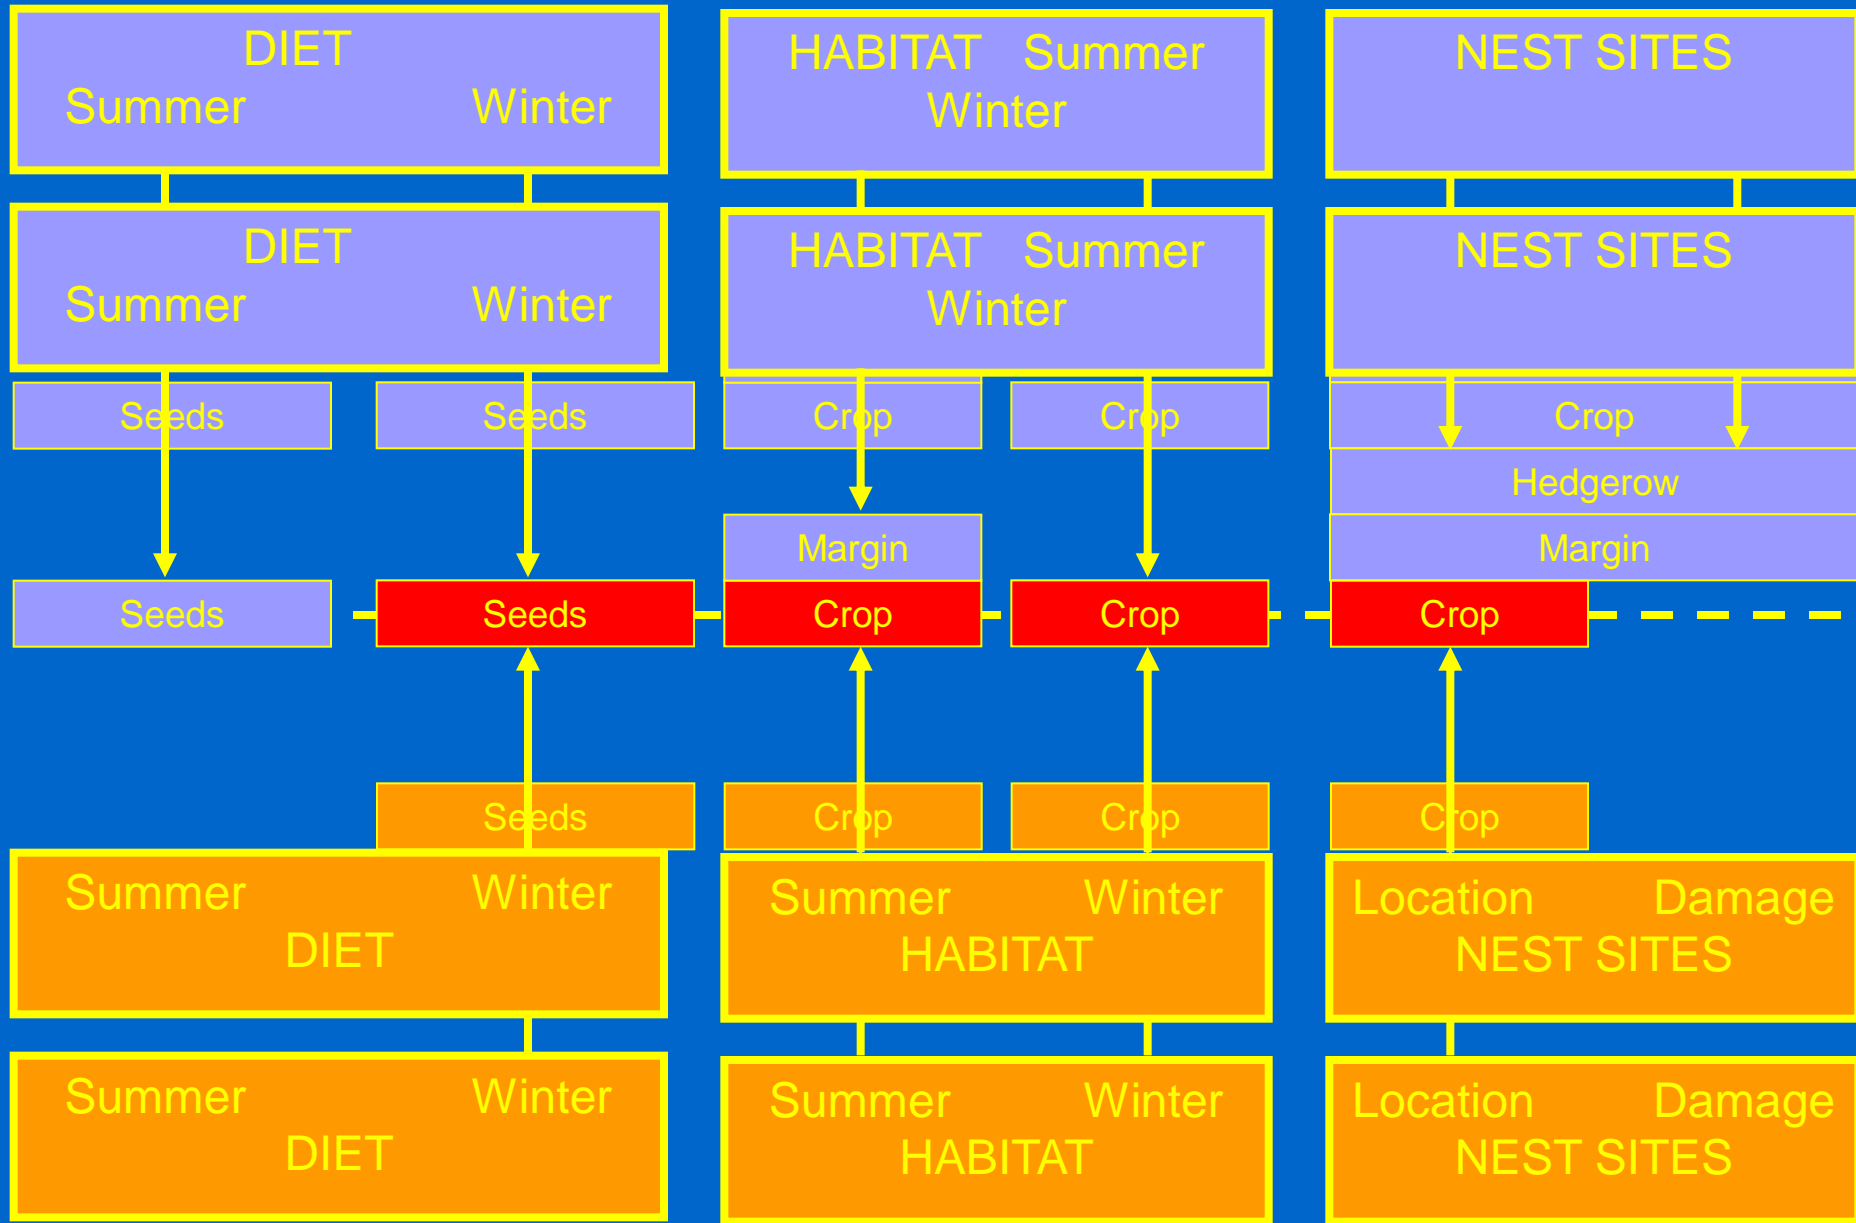 DIET
Summer Winter
HABITAT Summer
Winter
NEST SITES
DIET
Summer Winter
HABITAT Summer
Winter
NEST SITES
Seeds
Seeds
Crop
Crop
Crop
Hedgerow
Margin
Margin
Seeds
Seeds
Crop
Crop
Crop
Seeds
Crop
Crop
Crop
Summer Winter
DIET
Summer Winter
HABITAT
Location Damage
NEST SITES
Summer Winter
DIET
Summer Winter
HABITAT
Location Damage
NEST SITES